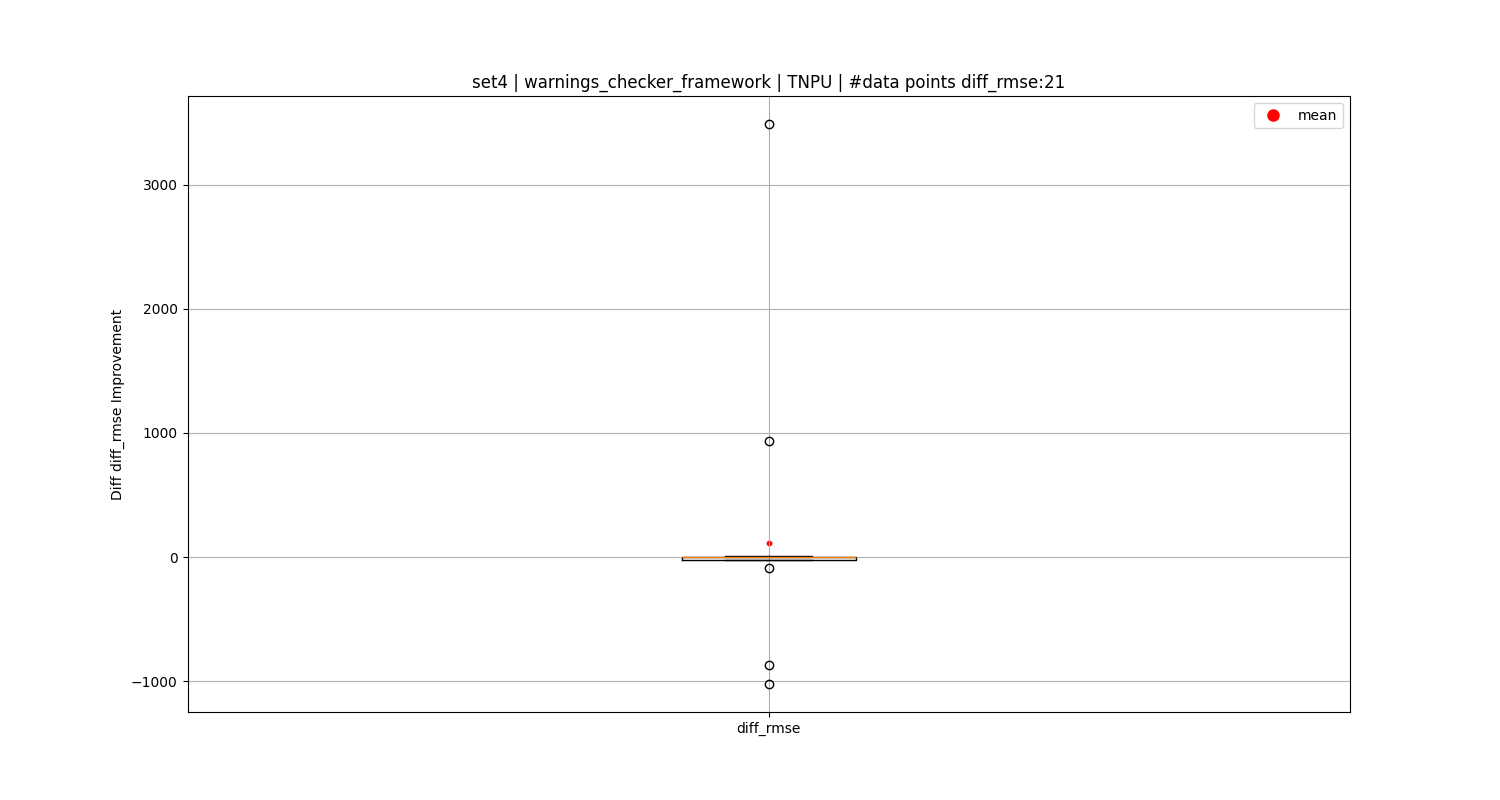 set4 | warnings_checker_framework | TNPU | #data points diff_rmse:21
mean
3000
2000
1000
0
−1000
Diff diff_rmse Improvement
diff_rmse